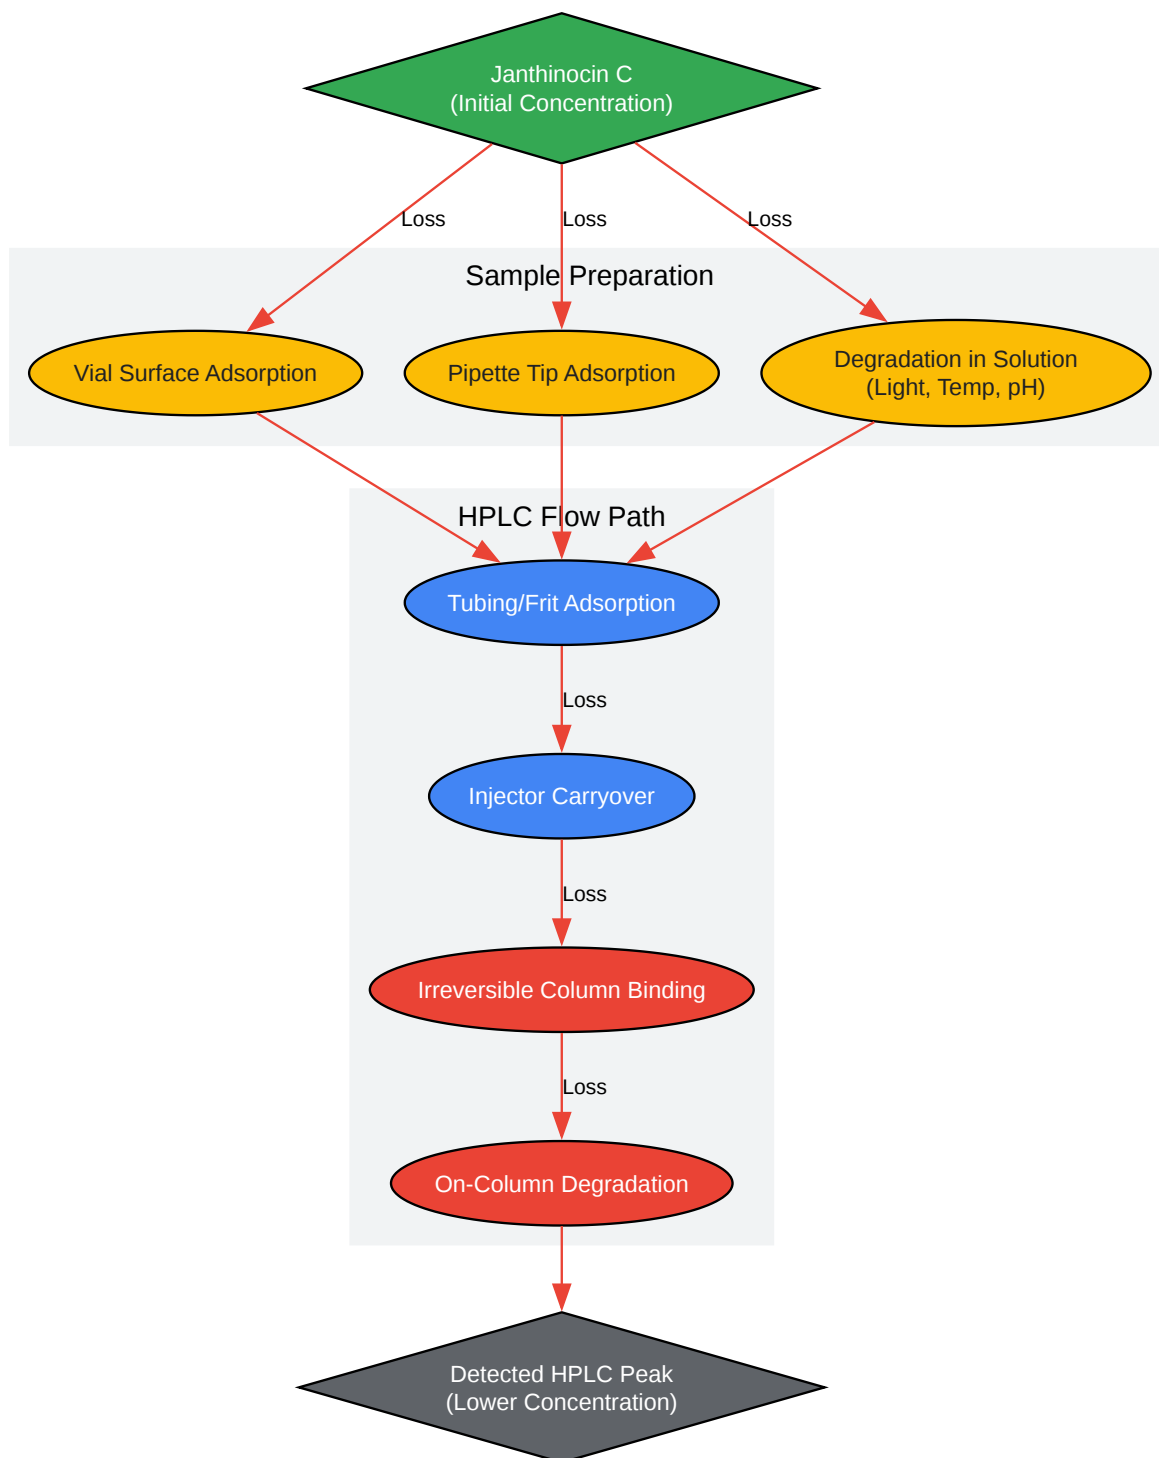 Janthinocin C
(Initial Concentration)
Loss
Loss
Loss
Sample Preparation
Vial Surface Adsorption
Pipette Tip Adsorption
Degradation in Solution
(Light, Temp, pH)
HPLC Flow Path
Tubing/Frit Adsorption
Loss
Injector Carryover
Loss
Irreversible Column Binding
Loss
On-Column Degradation
Detected HPLC Peak
(Lower Concentration)